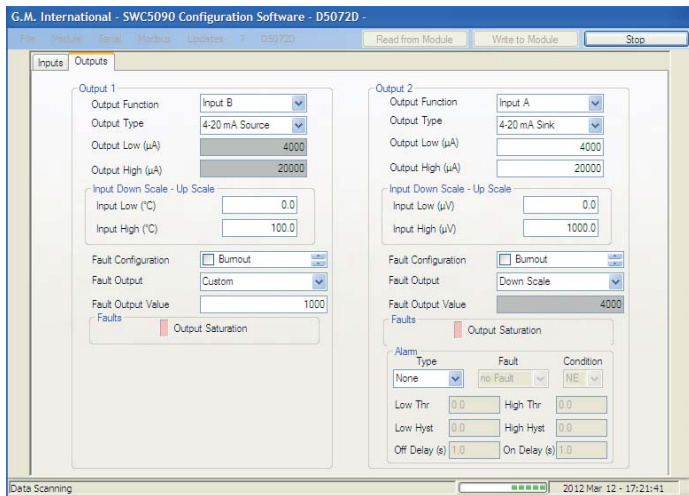 G.M. International - SWC5090 Configuration Software - D5072D -
File Module Serial Modbus Updates ? D5072D Read from Module Write to Module Stop
Inputs Outputs
Output 1
Output Function Input B
Output Type 4-20 mA Source
Output Low (µA) 4000
Output High (µA) 20000
Input Down Scale - Up Scale
Input Low (°C) 0.0
Input High (°C) 100.0
Fault Configuration Burnout
Fault Output Custom
Fault Output Value 1000
Faults
Output Saturation
Output 2
Output Function Input A
Output Type 4-20 mA Sink
Output Low (µA) 4000
Output High (µA) 20000
Input Down Scale - Up Scale
Input Low (µV) 0.0
Input High (µV) 1000.0
Fault Configuration Burnout
Fault Output Down Scale
Fault Output Value 4000
Faults
Output Saturation
Alarm
Type Fault Condition
None no Fault NE
Low Thr 0.0 High Thr 0.0
Low Hyst 0.0 High Hyst 0.0
Off Delay (s) 1.0 On Delay (s) 1.0
Data Scanning 2012 Mar 12 - 17:21:41